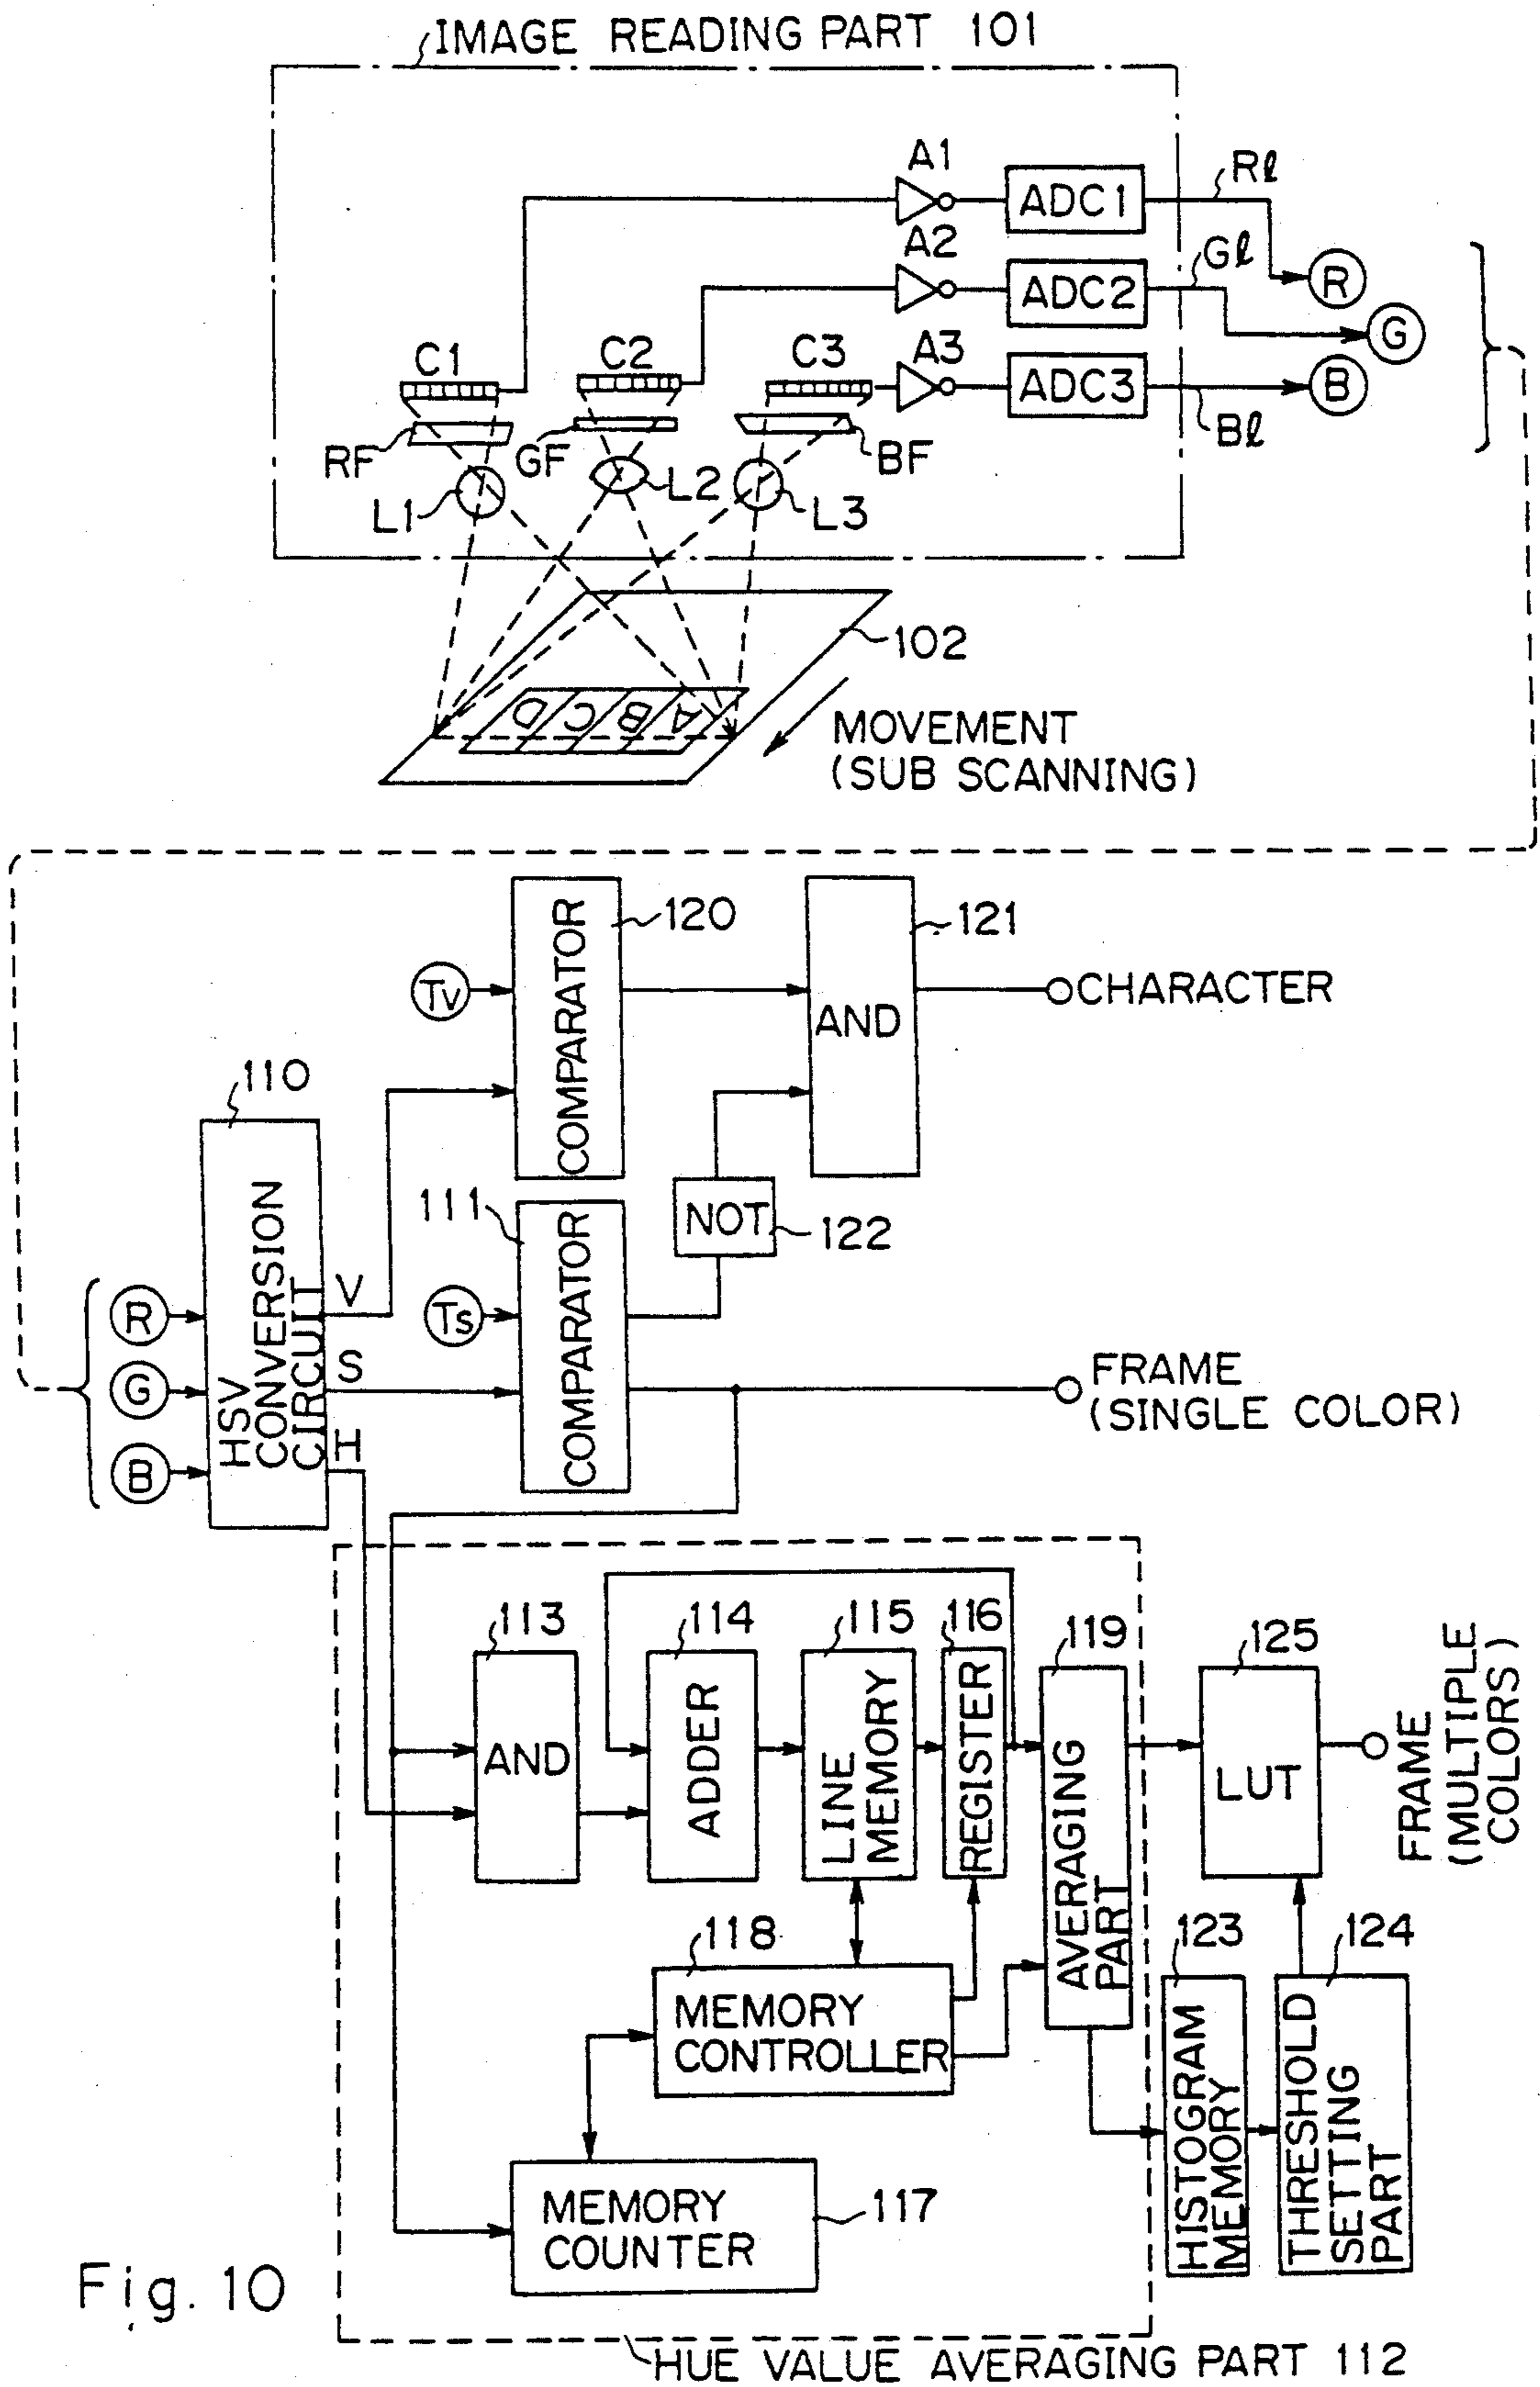 IMAGE READING PART 101
A1
ADC1
Rℓ
R
A2
ADC2
Gℓ
G
C1
C2
C3
A3
ADC3
B
Bℓ
RF
GF
BF
L1
L2
L3
102
A
B
C
D
MOVEMENT
(SUB SCANNING)
COMPARATOR
120
121
Tv
AND
CHARACTER
110
HSV
CONVERSION
CIRCUIT
111
COMPARATOR
NOT
122
R
V
Ts
G
S
FRAME
(SINGLE COLOR)
B
H
113
AND
114
ADDER
115
LINE
MEMORY
116
REGISTER
119
AVERAGING
PART
125
LUT
FRAME
(MULTIPLE
COLORS)
118
MEMORY
CONTROLLER
123
HISTOGRAM
MEMORY
124
THRESHOLD
SETTING
PART
MEMORY
COUNTER
117
Fig. 10
HUE VALUE AVERAGING PART 112